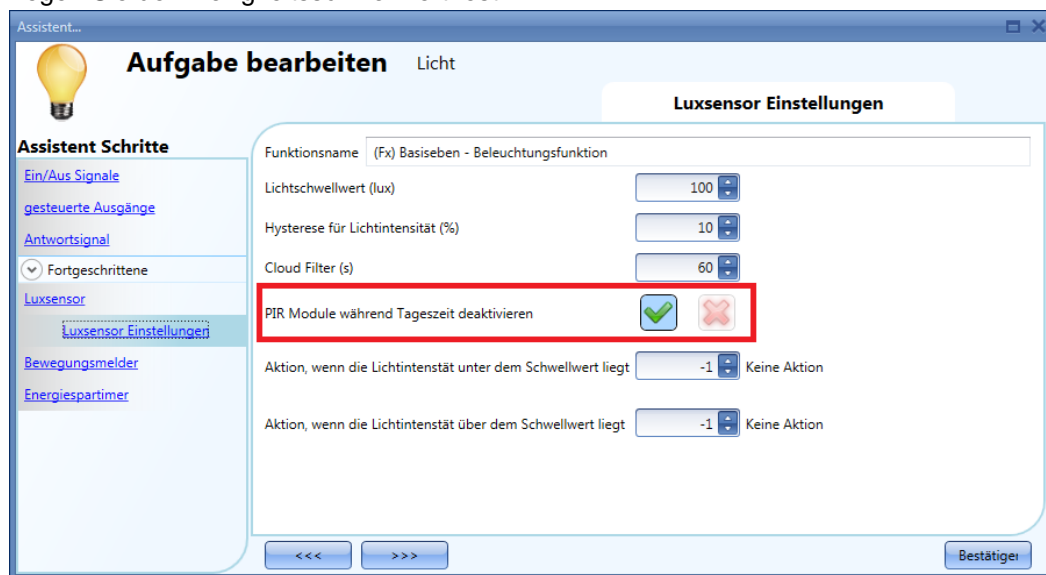 Assistent...
Aufgabe bearbeiten Licht
Luxsensor Einstellungen
Assistent Schritte
Ein/Aus Signale
gesteuerte Ausgänge
Antwortsignal
Fortgeschrittene
Luxsensor
Luxsensor Einstellungen
Bewegungsmelder
Energiespartimer
Funktionsname (Fx) Basiseben - Beleuchtungsfunktion
Lichtschwellwert (lux) 100
Hysterese für Lichtintensität (%) 10
Cloud Filter (s) 60
PIR Module während Tageszeit deaktivieren
Aktion, wenn die Lichtintenstät unter dem Schwellwert liegt -1 Keine Aktion
Aktion, wenn die Lichtintenstät über dem Schwellwert liegt -1 Keine Aktion
<<< >>>
Bestätiger